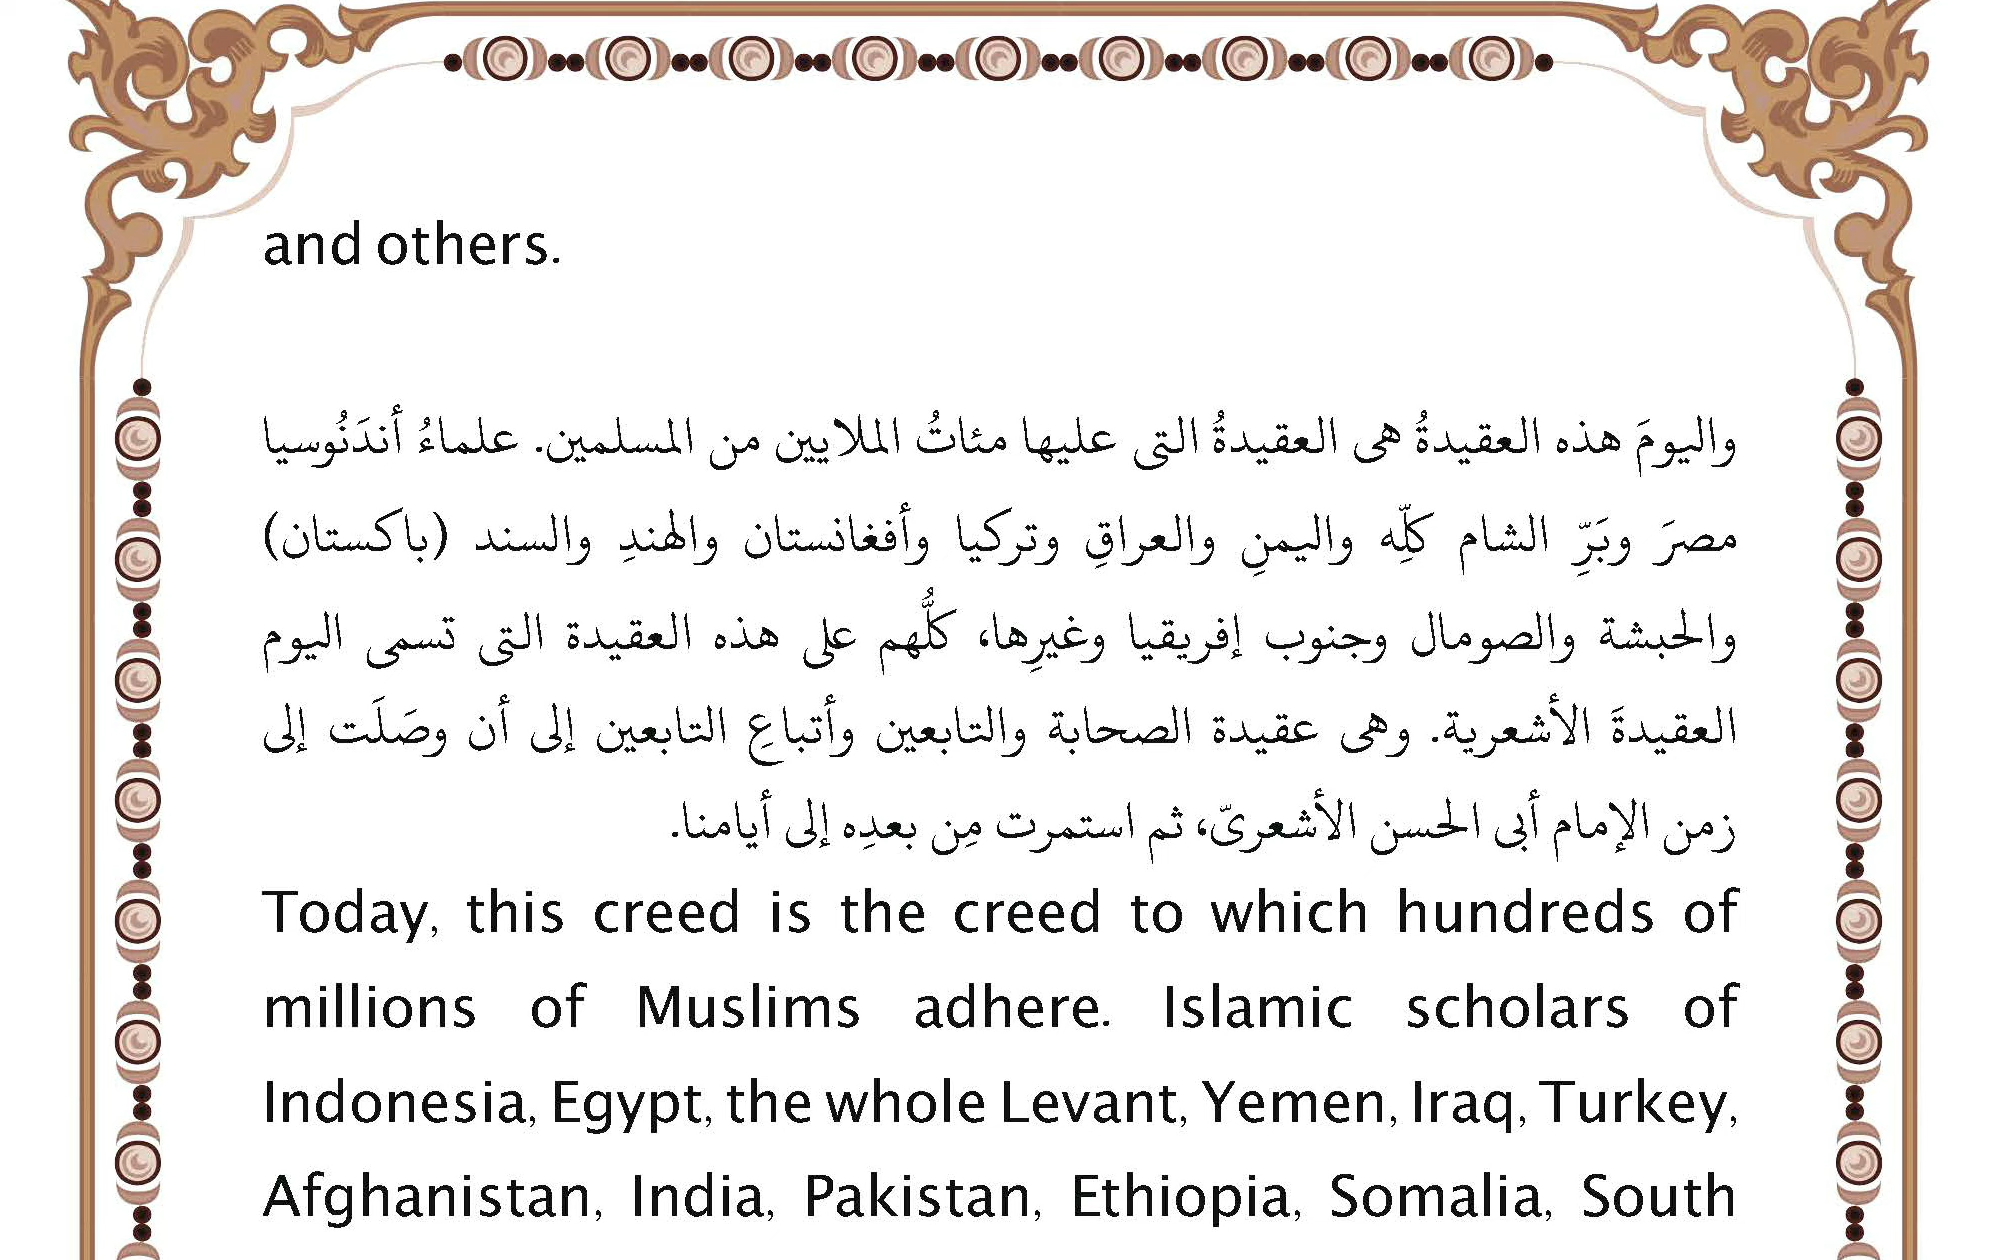 and others.
واليومَ هذه العقيدةُ هى العقيدةُ التى عليها مئاتُ الملايين من المسلمين. علماءُ أندَنُوسيا
مصرَ وبَرِّ الشام كلِّه واليمنِ والعراقِ وتركيا وأفغانستان والهندِ والسند (باكستان)
والحبشة والصومال وجنوب إفريقيا وغيرِها، كلُّهم على هذه العقيدة التى تسمى اليوم
العقيدةَ الأشعرية. وهى عقيدة الصحابة والتابعين وأتباعِ التابعين إلى أن وصَلَت إلى
زمن الإمام أبى الحسن الأشعرىّ، ثم استمرت مِن بعدِه إلى أيامنا.
Today, this creed is the creed to which hundreds of
millions of Muslims adhere. Islamic scholars of
Indonesia, Egypt, the whole Levant, Yemen, Iraq, Turkey,
Afghanistan, India, Pakistan, Ethiopia, Somalia, South